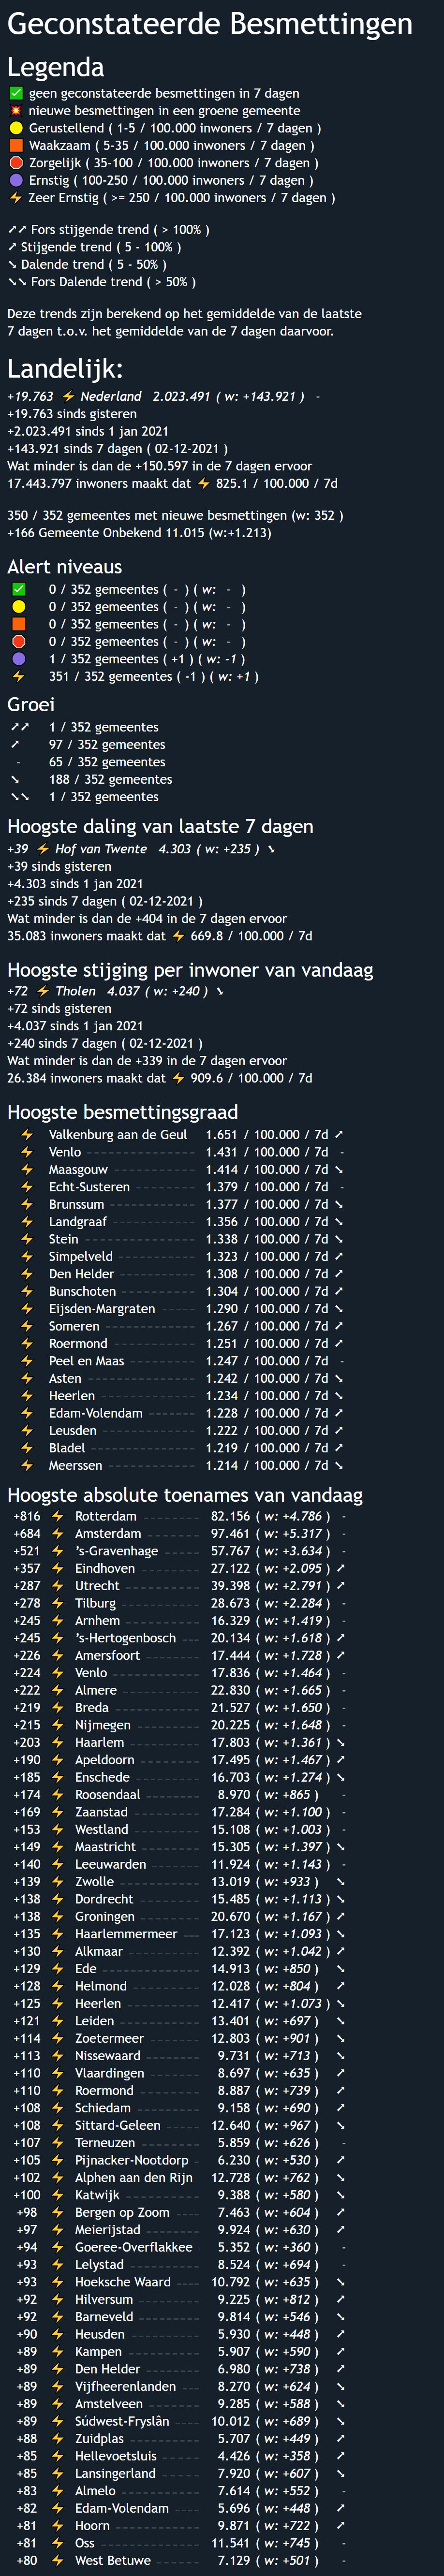 Geconstateerde Besmettingen
Legenda
✅ geen geconstateerde besmettingen in 7 dagen
💥 nieuwe besmettingen in een groene gemeente
🟡 Gerustellend ( 1-5 / 100.000 inwoners / 7 dagen )
🟧 Waakzaam ( 5-35 / 100.000 inwoners / 7 dagen )
🛑 Zorgelijk ( 35-100 / 100.000 inwoners / 7 dagen )
🟣 Ernstig ( 100-250 / 100.000 inwoners / 7 dagen )
⚡ Zeer Ernstig ( >= 250 / 100.000 inwoners / 7 dagen )
➚➚ Fors stijgende trend ( > 100% )
➚ Stijgende trend ( 5 - 100% )
➘ Dalende trend ( 5 - 50% )
➘➘ Fors Dalende trend ( > 50% )
Deze trends zijn berekend op het gemiddelde van de laatste
7 dagen t.o.v. het gemiddelde van de 7 dagen daarvoor.
Landelijk:
+19.763 ⚡ Nederland 2.023.491 ( w: +143.921 ) -
+19.763 sinds gisteren
+2.023.491 sinds 1 jan 2021
+143.921 sinds 7 dagen ( 02-12-2021 )
Wat minder is dan de +150.597 in de 7 dagen ervoor
17.443.797 inwoners maakt dat ⚡ 825.1 / 100.000 / 7d
350 / 352 gemeentes met nieuwe besmettingen (w: 352 )
+166 Gemeente Onbekend 11.015 (w:+1.213)
Alert niveaus
✅ 0 / 352 gemeentes ( - ) ( w: - )
🟡 0 / 352 gemeentes ( - ) ( w: - )
🟧 0 / 352 gemeentes ( - ) ( w: - )
🛑 0 / 352 gemeentes ( - ) ( w: - )
🟣 1 / 352 gemeentes ( +1 ) ( w: -1 )
⚡ 351 / 352 gemeentes ( -1 ) ( w: +1 )
Groei
➚➚ 1 / 352 gemeentes
➚ 97 / 352 gemeentes
- 65 / 352 gemeentes
➘ 188 / 352 gemeentes
➘➘ 1 / 352 gemeentes
Hoogste daling van laatste 7 dagen
+39 ⚡ Hof van Twente 4.303 ( w: +235 ) ➘
+39 sinds gisteren
+4.303 sinds 1 jan 2021
+235 sinds 7 dagen ( 02-12-2021 )
Wat minder is dan de +404 in de 7 dagen ervoor
35.083 inwoners maakt dat ⚡ 669.8 / 100.000 / 7d
Hoogste stijging per inwoner van vandaag
+72 ⚡ Tholen 4.037 ( w: +240 ) ➘
+72 sinds gisteren
+4.037 sinds 1 jan 2021
+240 sinds 7 dagen ( 02-12-2021 )
Wat minder is dan de +339 in de 7 dagen ervoor
26.384 inwoners maakt dat ⚡ 909.6 / 100.000 / 7d
Hoogste besmettingsgraad
⚡ Valkenburg aan de Geul 1.651 / 100.000 / 7d ➚
⚡ Venlo 1.431 / 100.000 / 7d -
⚡ Maasgouw 1.414 / 100.000 / 7d ➘
⚡ Echt-Susteren 1.379 / 100.000 / 7d -
⚡ Brunssum 1.377 / 100.000 / 7d ➘
⚡ Landgraaf 1.356 / 100.000 / 7d ➘
⚡ Stein 1.338 / 100.000 / 7d ➘
⚡ Simpelveld 1.323 / 100.000 / 7d ➚
⚡ Den Helder 1.308 / 100.000 / 7d ➚
⚡ Bunschoten 1.304 / 100.000 / 7d ➚
⚡ Eijsden-Margraten 1.290 / 100.000 / 7d ➘
⚡ Someren 1.267 / 100.000 / 7d ➚
⚡ Roermond 1.251 / 100.000 / 7d ➚
⚡ Peel en Maas 1.247 / 100.000 / 7d -
⚡ Asten 1.242 / 100.000 / 7d ➘
⚡ Heerlen 1.234 / 100.000 / 7d ➘
⚡ Edam-Volendam 1.228 / 100.000 / 7d ➚
⚡ Leusden 1.222 / 100.000 / 7d ➚
⚡ Bladel 1.219 / 100.000 / 7d ➚
⚡ Meerssen 1.214 / 100.000 / 7d ➘
Hoogste absolute toenames van vandaag
+816 ⚡ Rotterdam 82.156 ( w: +4.786 ) -
+684 ⚡ Amsterdam 97.461 ( w: +5.317 ) -
+521 ⚡ 's-Gravenhage 57.767 ( w: +3.634 ) -
+357 ⚡ Eindhoven 27.122 ( w: +2.095 ) ➚
+287 ⚡ Utrecht 39.398 ( w: +2.791 ) ➚
+278 ⚡ Tilburg 28.673 ( w: +2.284 ) -
+245 ⚡ Arnhem 16.329 ( w: +1.419 ) -
+245 ⚡ 's-Hertogenbosch 20.134 ( w: +1.618 ) ➚
+226 ⚡ Amersfoort 17.444 ( w: +1.728 ) ➚
+224 ⚡ Venlo 17.836 ( w: +1.464 ) -
+222 ⚡ Almere 22.830 ( w: +1.665 ) -
+219 ⚡ Breda 21.527 ( w: +1.650 ) -
+215 ⚡ Nijmegen 20.225 ( w: +1.648 ) -
+203 ⚡ Haarlem 17.803 ( w: +1.361 ) ➘
+190 ⚡ Apeldoorn 17.495 ( w: +1.467 ) ➚
+185 ⚡ Enschede 16.703 ( w: +1.274 ) ➘
+174 ⚡ Roosendaal 8.970 ( w: +865 ) -
+169 ⚡ Zaanstad 17.284 ( w: +1.100 ) -
+153 ⚡ Westland 15.108 ( w: +1.003 ) -
+149 ⚡ Maastricht 15.305 ( w: +1.397 ) ➘
+140 ⚡ Leeuwarden 11.924 ( w: +1.143 ) -
+139 ⚡ Zwolle 13.019 ( w: +933 ) ➘
+138 ⚡ Dordrecht 15.485 ( w: +1.113 ) ➘
+138 ⚡ Groningen 20.670 ( w: +1.167 ) ➚
+135 ⚡ Haarlemmermeer 17.123 ( w: +1.093 ) ➘
+130 ⚡ Alkmaar 12.392 ( w: +1.042 ) ➚
+129 ⚡ Ede 14.913 ( w: +850 ) ➘
+128 ⚡ Helmond 12.028 ( w: +804 ) ➚
+125 ⚡ Heerlen 12.417 ( w: +1.073 ) ➘
+121 ⚡ Leiden 13.401 ( w: +697 ) ➘
+114 ⚡ Zoetermeer 12.803 ( w: +901 ) ➘
+113 ⚡ Nissewaard 9.731 ( w: +713 ) ➘
+110 ⚡ Vlaardingen 8.697 ( w: +635 ) ➚
+110 ⚡ Roermond 8.887 ( w: +739 ) ➚
+108 ⚡ Schiedam 9.158 ( w: +690 ) ➚
+108 ⚡ Sittard-Geleen 12.640 ( w: +967 ) ➘
+107 ⚡ Terneuzen 5.859 ( w: +626 ) -
+105 ⚡ Pijnacker-Nootdorp 6.230 ( w: +530 ) ➚
+102 ⚡ Alphen aan den Rijn 12.728 ( w: +762 ) ➘
+100 ⚡ Katwijk 9.388 ( w: +580 ) ➘
+98 ⚡ Bergen op Zoom 7.463 ( w: +604 ) ➚
+97 ⚡ Meierijstad 9.924 ( w: +630 ) ➚
+94 ⚡ Goeree-Overflakkee 5.352 ( w: +360 ) -
+93 ⚡ Lelystad 8.524 ( w: +694 ) -
+93 ⚡ Hoeksche Waard 10.792 ( w: +635 ) ➘
+92 ⚡ Hilversum 9.225 ( w: +812 ) ➚
+92 ⚡ Barneveld 9.814 ( w: +546 ) ➘
+90 ⚡ Heusden 5.930 ( w: +448 ) ➚
+89 ⚡ Kampen 5.907 ( w: +590 ) ➚
+89 ⚡ Den Helder 6.980 ( w: +738 ) ➚
+89 ⚡ Vijfheerenlanden 8.270 ( w: +624 ) ➘
+89 ⚡ Amstelveen 9.285 ( w: +588 ) ➘
+89 ⚡ Súdwest-Fryslân 10.012 ( w: +689 ) ➘
+88 ⚡ Zuidplas 5.707 ( w: +449 ) ➚
+85 ⚡ Hellevoetsluis 4.426 ( w: +358 ) ➚
+85 ⚡ Lansingerland 7.920 ( w: +607 ) ➘
+83 ⚡ Almelo 7.614 ( w: +552 ) -
+82 ⚡ Edam-Volendam 5.696 ( w: +448 ) ➚
+81 ⚡ Hoorn 9.871 ( w: +722 ) ➚
+81 ⚡ Oss 11.541 ( w: +745 ) -
+80 ⚡ West Betuwe 7.129 ( w: +501 ) -